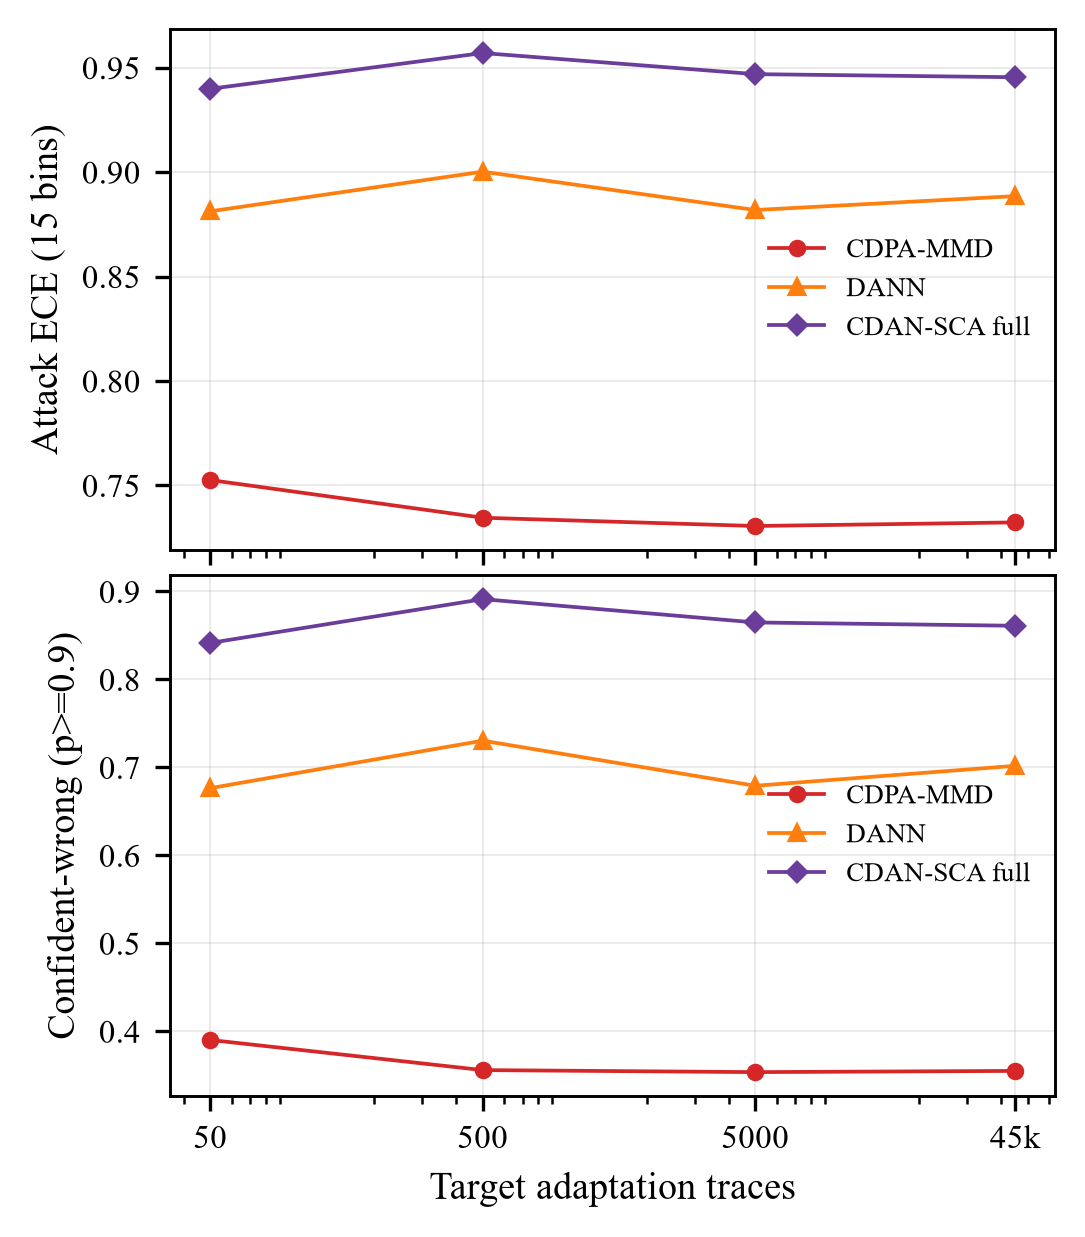 Attack ECE (15 bins)
0.95
0.90
0.85
0.80
0.75
CDPA-MMD
DANN
CDAN-SCA full
Confident-wrong (p>=0.9)
0.9
0.8
0.7
0.6
0.5
0.4
CDPA-MMD
DANN
CDAN-SCA full
50 500 5000 45k
Target adaptation traces